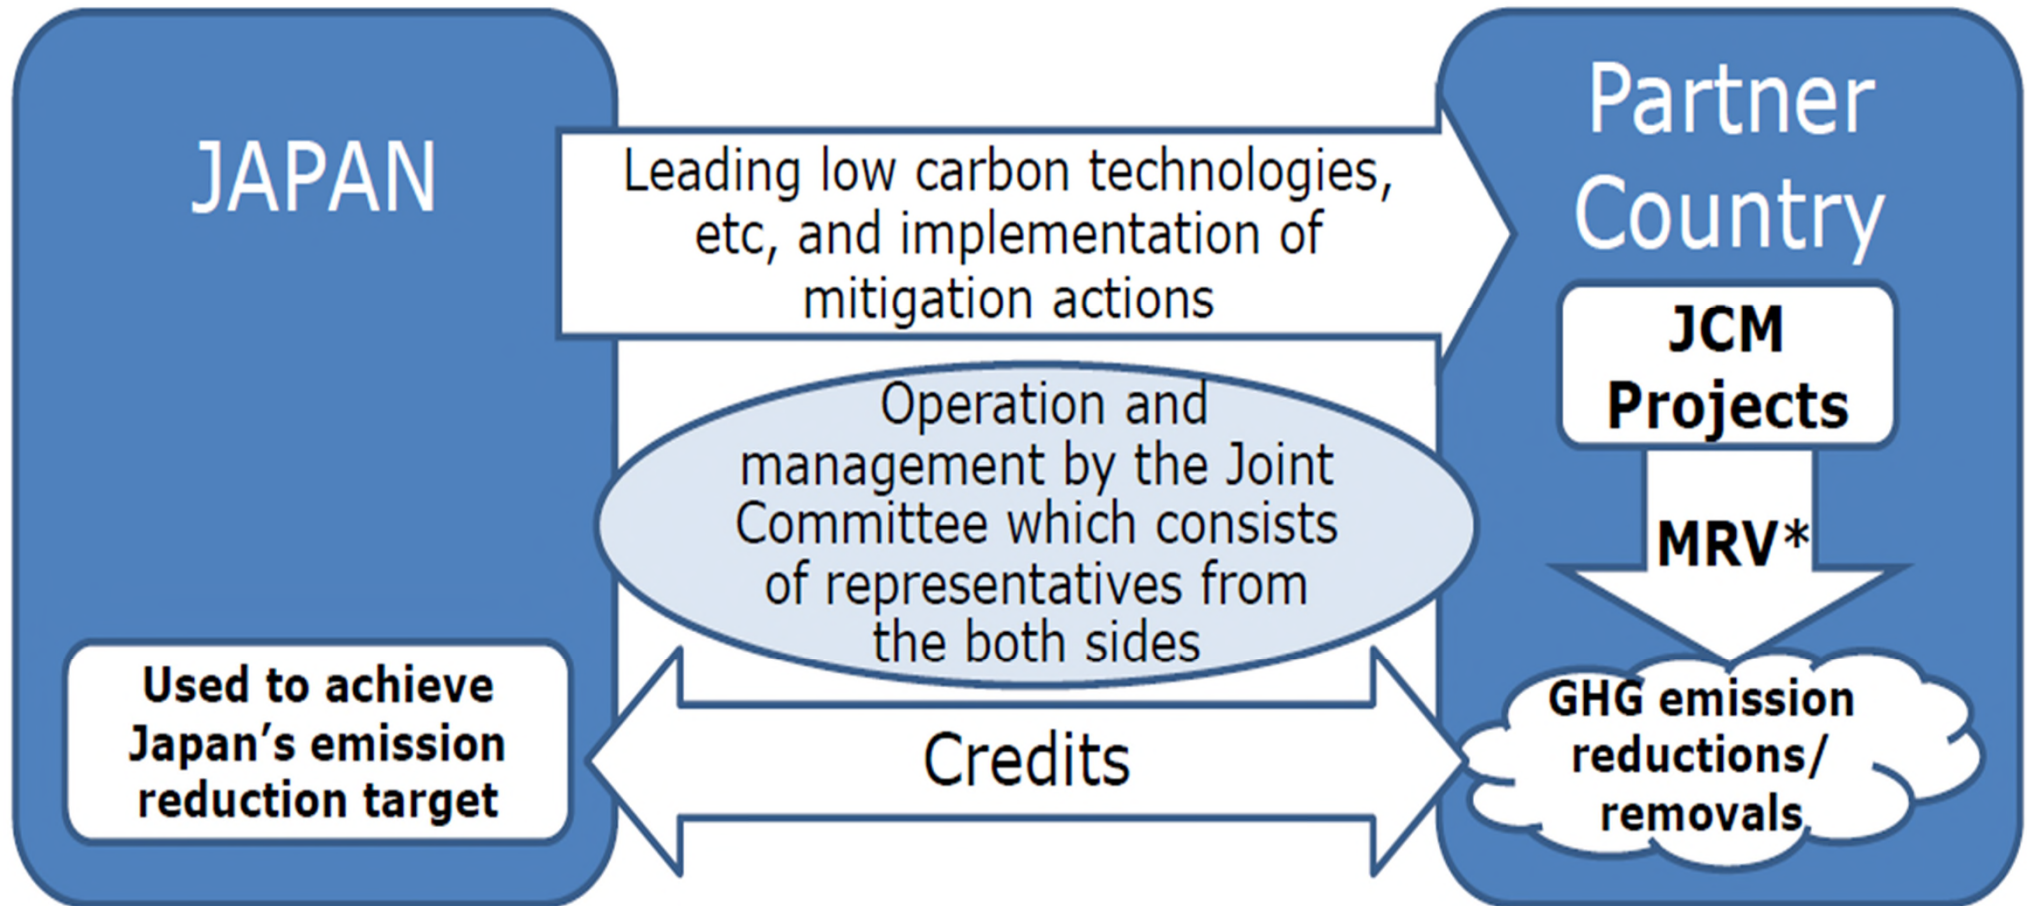 JAPAN
Leading low carbon technologies,
etc, and implementation of
mitigation actions
Partner
Country
JCM
Projects
MRV*
Operation and
management by the Joint
Committee which consists
of representatives from
the both sides
Used to achieve
Japan’s emission
reduction target
Credits
GHG emission
reductions/
removals